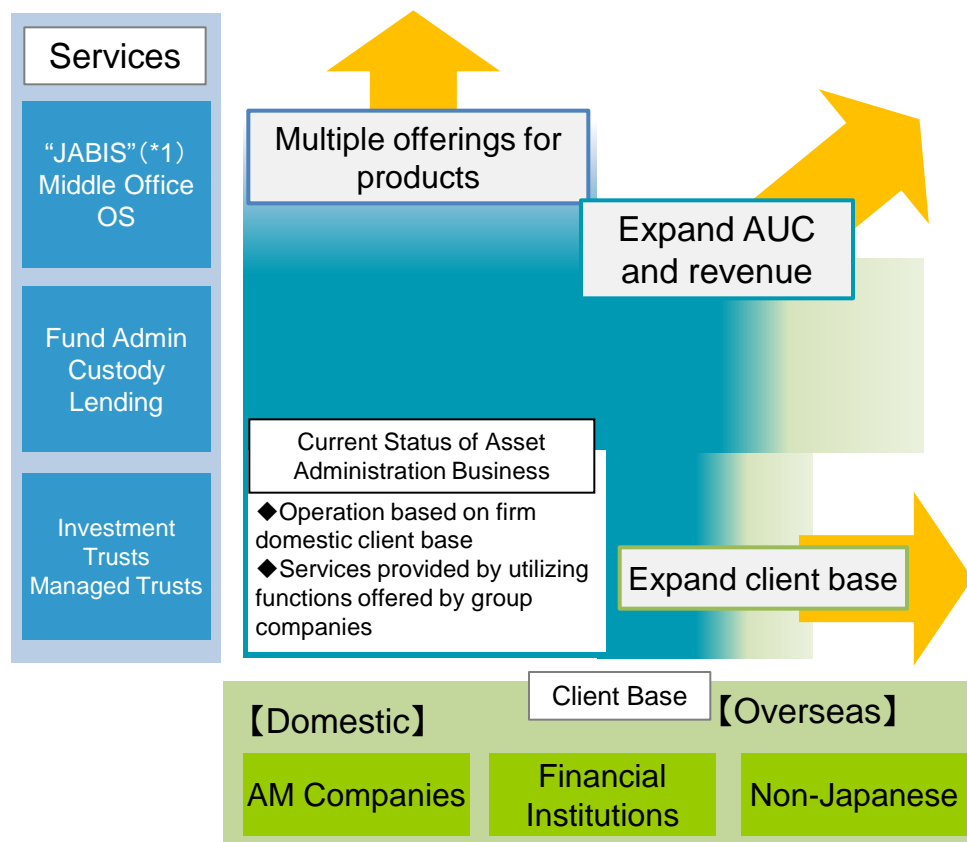 Services
“JABIS”(*1)
Middle Office
OS
Fund Admin
Custody
Lending
Investment
Trusts
Managed Trusts
Multiple offerings for
products
Expand AUC
and revenue
Current Status of Asset
Administration Business
◆Operation based on firm
domestic client base
◆Services provided by utilizing
functions offered by group
companies
Expand client base
Client Base
【Domestic】
【Overseas】
AM Companies
Financial
Institutions
Non-Japanese